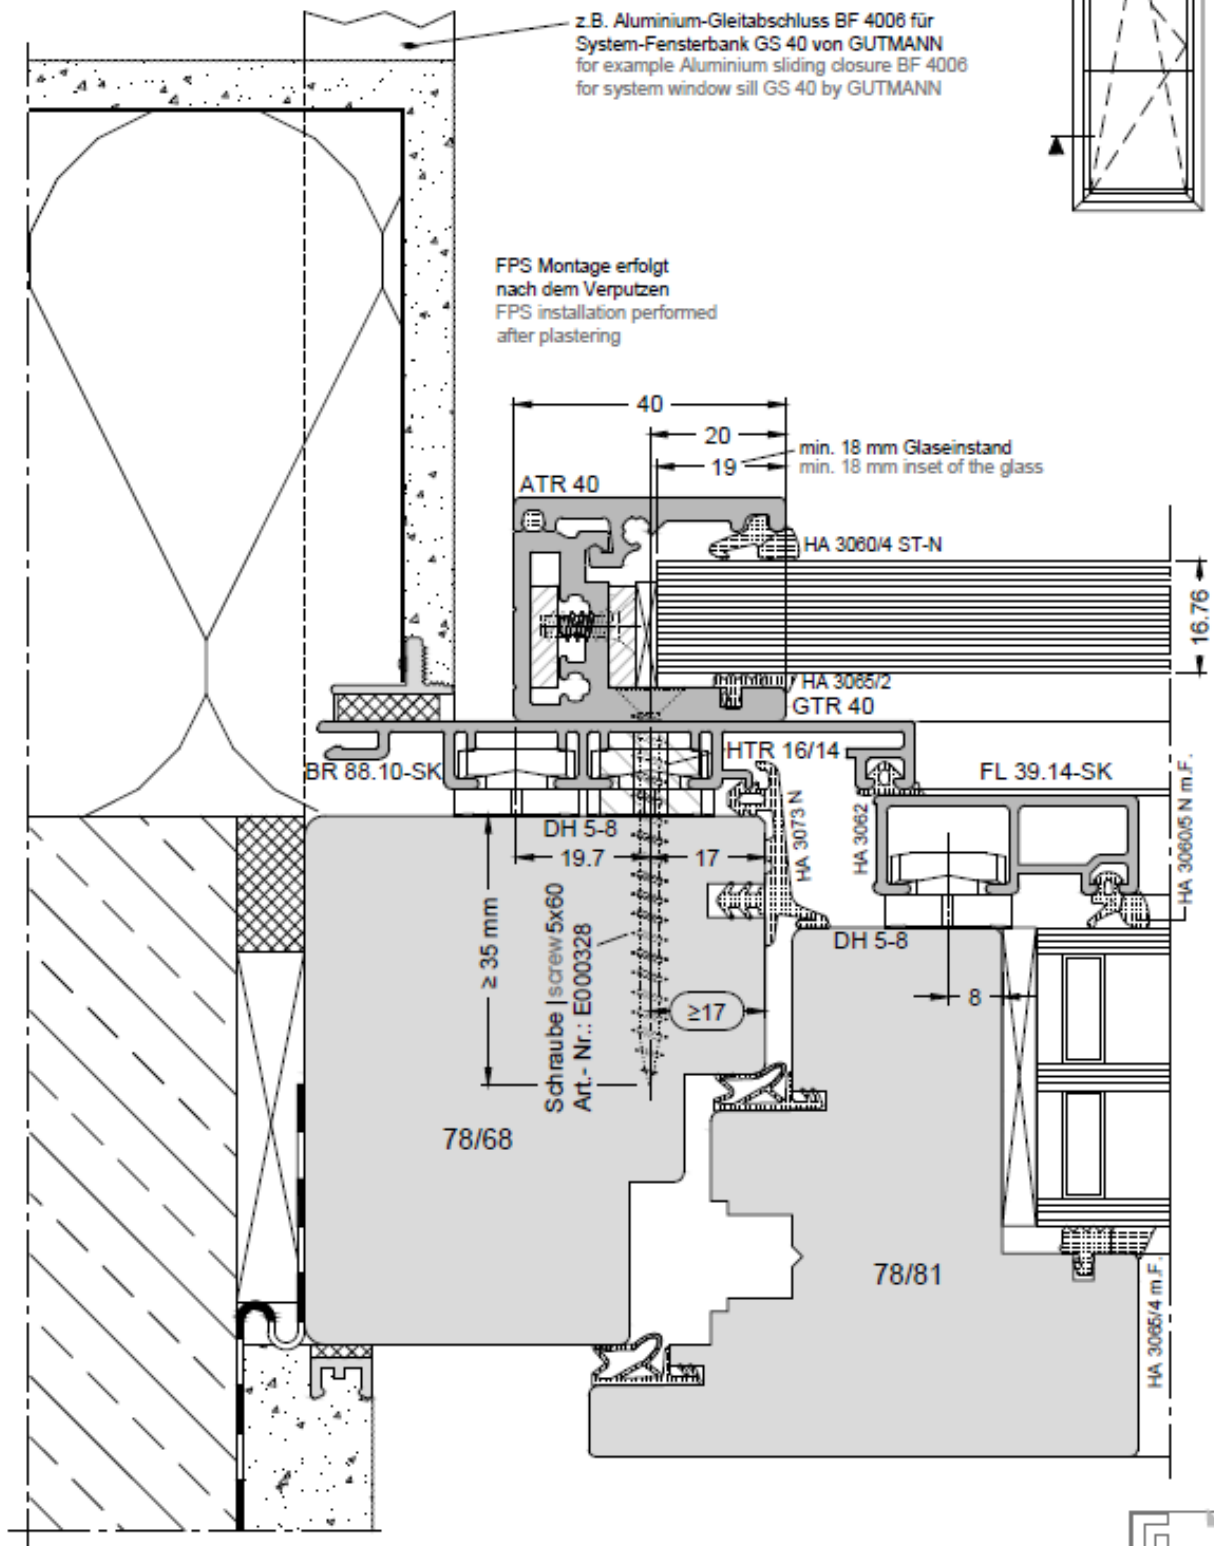 z.B. Aluminium-Gleitabschluss BF 4006 für
System-Fensterbank GS 40 von GUTMANN
for example Aluminium sliding closure BF 4006
for system window sill GS 40 by GUTMANN
FPS Montage erfolgt
nach dem Verputzen
FPS installation performed
after plastering
40
20
19
min. 18 mm Glaseinstand
min. 18 mm inset of the glass
ATR 40
HA 3060/4 ST-N
16.76
HA 3065/2
GTR 40
BR 88.10-SK
HTR 16/14
FL 39.14-SK
HA 3060/5 N m.F.
HA 3073 N
HA 3062
DH 5-8
19.7
17
≥ 35 mm
Schraube | screw 5x60
Art.- Nr.: E000328
DH 5-8
≥17
8
78/68
78/81
HA 3065/4 m.F.